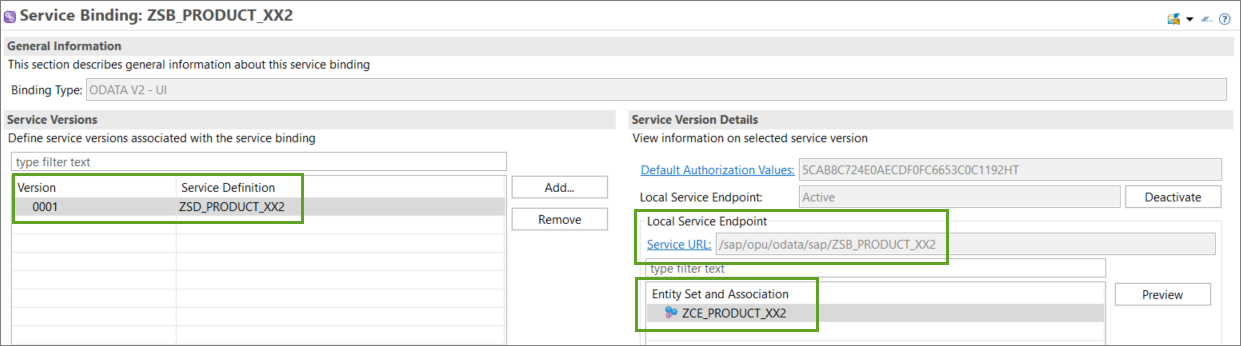 Service Binding: ZSB_PRODUCT_XX2
General Information
This section describes general information about this service binding
Binding Type: ODATA V2 - UI
Service Versions
Define service versions associated with the service binding
type filter text
Version Service Definition
0001 ZSD_PRODUCT_XX2
Add...
Remove
Service Version Details
View information on selected service version
Default Authorization Values: 5CAB8C724E0AECDF0FC6653C0C1192HT
Local Service Endpoint: Active Deactivate
Local Service Endpoint
Service URL: /sap/opu/odata/sap/ZSB_PRODUCT_XX2
type filter text
Entity Set and Association
ZCE_PRODUCT_XX2
Preview